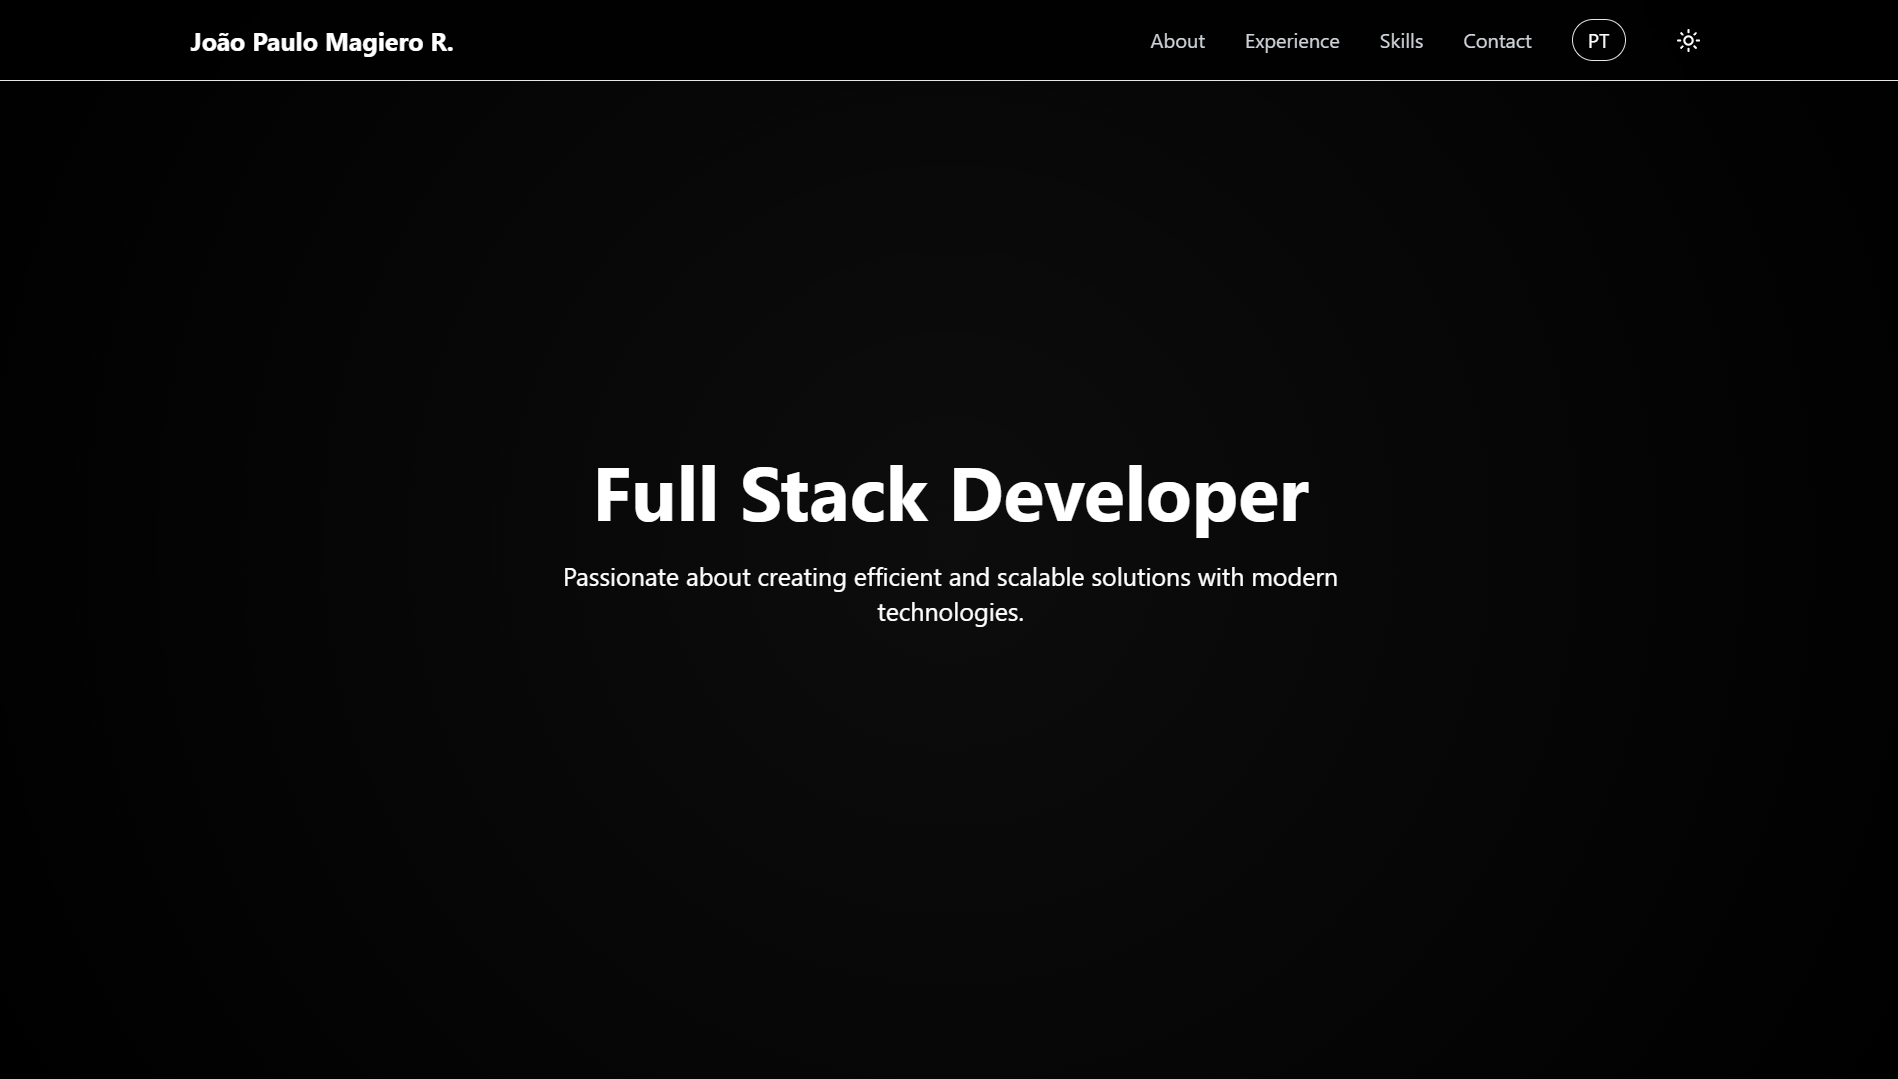 João Paulo Magiero R.
About
Experience
Skills
Contact
PT
Full Stack Developer
Passionate about creating efficient and scalable solutions with modern
technologies.